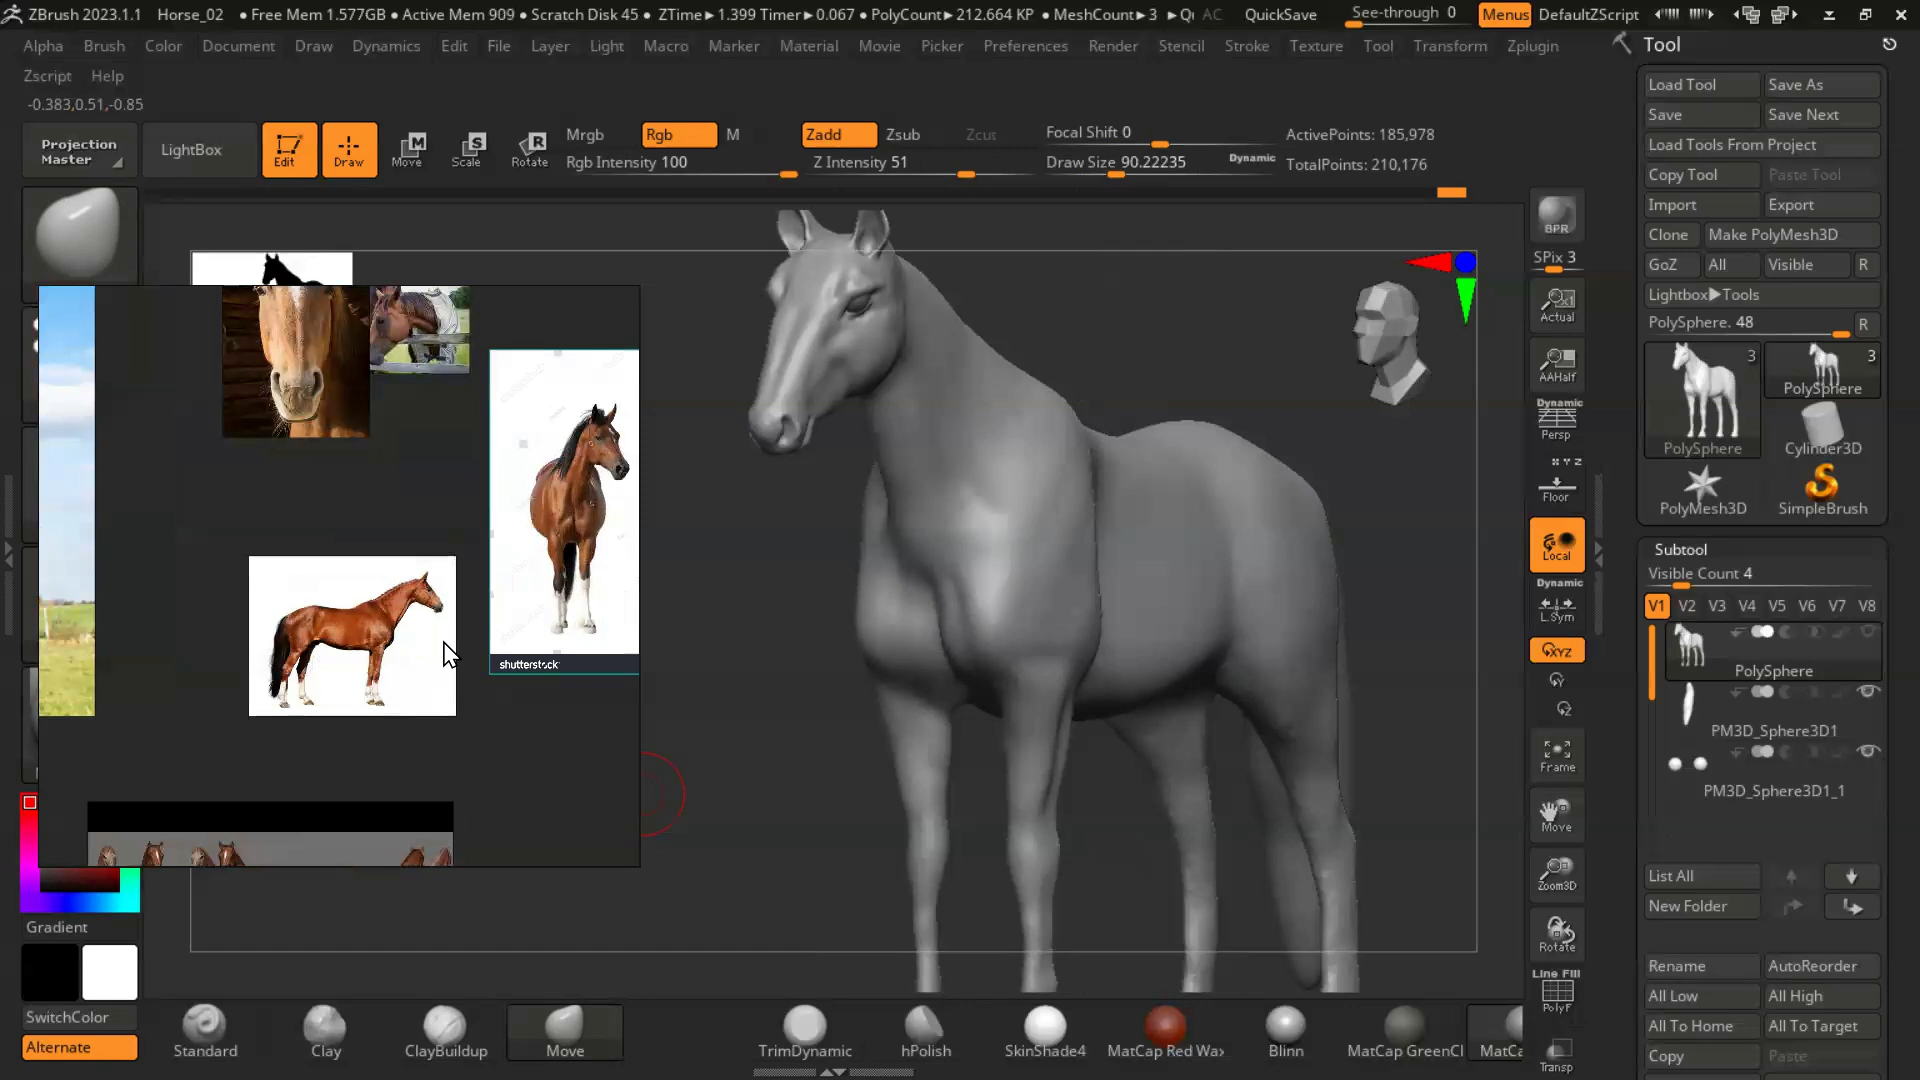 ZBrush 2023.1.1 Horse_02 ● Free Mem 1.577GB ● Active Mem 909 ● Scratch Disk 45 ● ZTime►1.399 Timer►0.067 ● PolyCount►212.664 KP ● MeshCount►3 AC QuickSave See-through 0 Menus DefaultZScript
Alpha Brush Color Document Draw Dynamics Edit File Layer Light Macro Marker Material Movie Picker Preferences Render Stencil Stroke Texture Tool Transform Zplugin
Zscript Help
-0.383,0.51,-0.85
Projection Master
LightBox
Edit
Draw
Move
Scale
Rotate
Mrgb Rgb M
Rgb Intensity 100
Zadd Zsub Zcut
Z Intensity 51
Focal Shift 0
Draw Size 90.22235 Dynamic
ActivePoints: 185,978
TotalPoints: 210,176
shutterstock
Gradient
SwitchColor
Alternate
Standard
Clay
ClayBuildup
Move
TrimDynamic
hPolish
SkinShade4
MatCap Red Wax
Blinn
MatCap GreenCl
MatCa
BPR
SPix 3
Actual
AAHalf
Dynamic
Persp
X Y Z
Floor
Local
Dynamic
L.Sym
XYZ
Y
Z
Frame
Move
Zoom3D
Rotate
Line Fill
PolyF
Transp
Tool
Load Tool Save As
Save Save Next
Load Tools From Project
Copy Tool Paste Tool
Import Export
Clone Make PolyMesh3D
GoZ All Visible R
Lightbox►Tools
PolySphere. 48 R
3
3
PolySphere
PolySphere
Cylinder3D
PolyMesh3D
SimpleBrush
Subtool
Visible Count 4
V1 V2 V3 V4 V5 V6 V7 V8
PolySphere
PM3D_Sphere3D1
PM3D_Sphere3D1_1
List All
New Folder
Rename AutoReorder
All Low All High
All To Home All To Target
Copy Paste